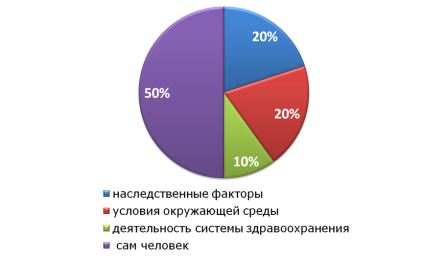 20%
50%
20%
10%
наследственные факторы
условия окружающей среды
деятельность системы здравоохранения
сам человек